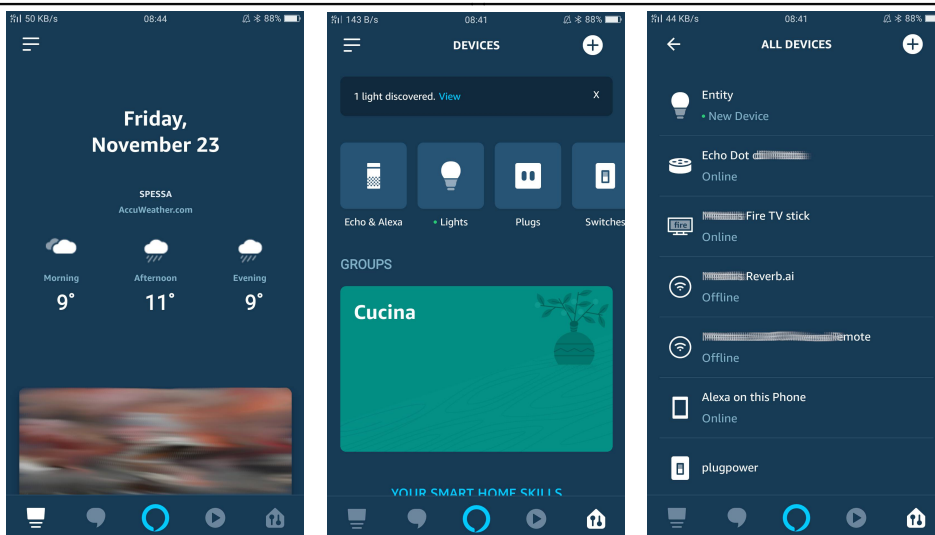 50 KB/s 08:44 88%
Friday,
November 23
SPESSA
AccuWeather.com
Morning Afternoon Evening
9° 11° 9°
143 B/s 08:41 88%
DEVICES
1 light discovered. View X
Echo & Alexa • Lights Plugs Switches
GROUPS
Cucina
YOUR SMART HOME SKILLS
44 KB/s 08:41 88%
ALL DEVICES
Entity
• New Device
Echo Dot
Online
fire
Fire TV stick
Online
Reverb.ai
Offline
emote
Offline
Alexa on this Phone
Online
plugpower